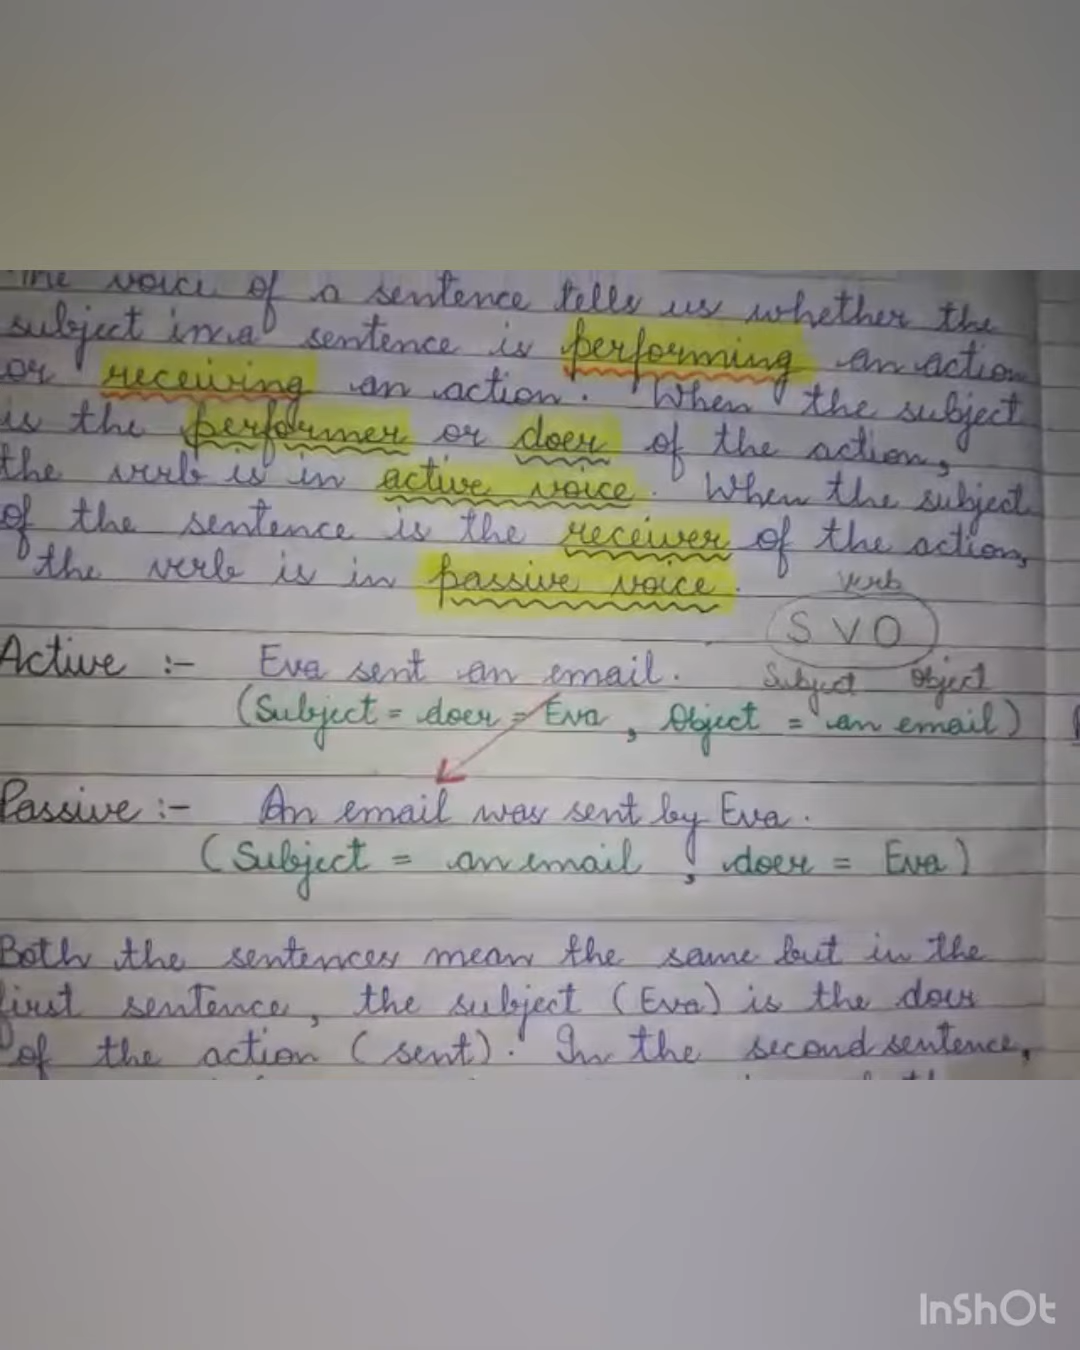 The voice of a sentence tells us whether the
subject in a sentence is performing an action
or receiving an action. When the subject
is the performer or doer of the action,
the verb is in active voice. When the subject
of the sentence is the receiver of the action,
the verb is in passive voice.
verb
S V O
Subject Object
Active :- Eva sent an email.
(Subject = doer = Eva, Object = an email)
Passive :- An email was sent by Eva.
(Subject = an email ; doer = Eva)
Both the sentences mean the same but in the
first sentence, the subject (Eva) is the doer
of the action (sent). In the second sentence,
InShOt